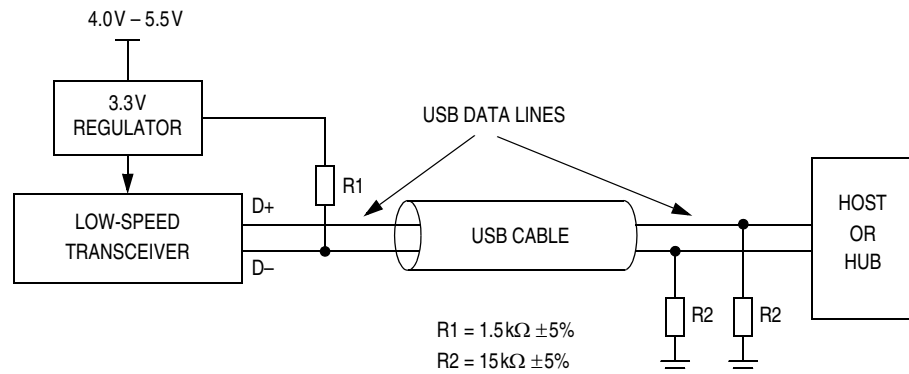 4.0V – 5.5V
3.3V
REGULATOR
USB DATA LINES
R1
D+
LOW-SPEED
TRANSCEIVER
D–
USB CABLE
HOST
OR
HUB
R2
R2
R1 = 1.5kΩ ±5%
R2 = 15kΩ ±5%